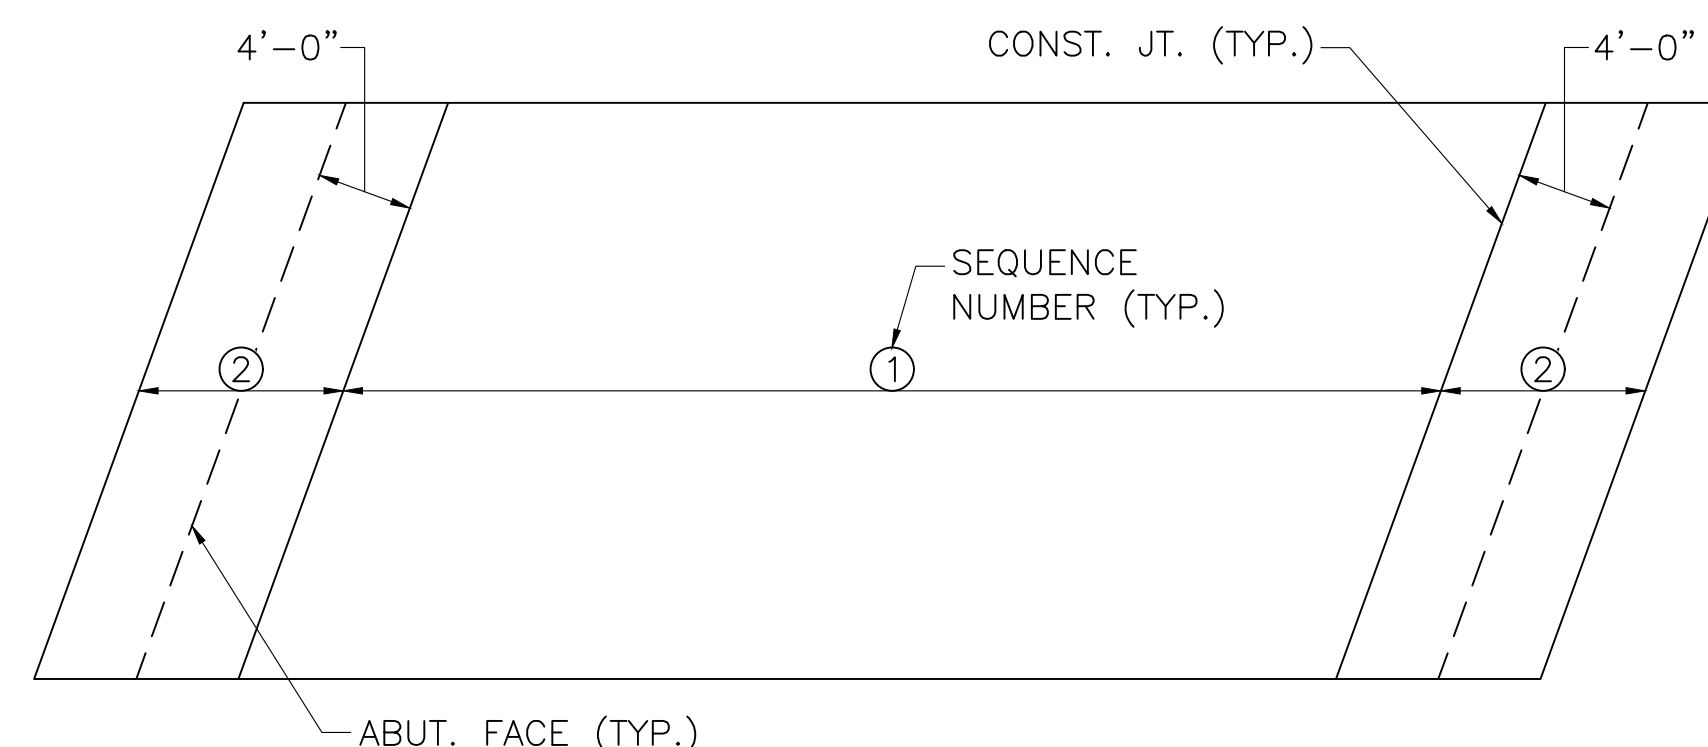 4'-0"
CONST. JT. (TYP.)
4'-0"
SEQUENCE
NUMBER (TYP.)
2
1
2
ABUT. FACE (TYP.)